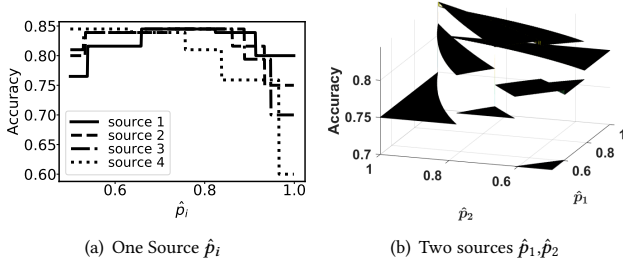 0.85
0.80
0.75
0.70
0.65
0.60
Accuracy
source 1
source 2
source 3
source 4
0.6 0.8 1.0
p̂ᵢ
(a) One Source p̂ᵢ
Accuracy
0.8
0.75
0.7
1 0.8 0.6
p̂₂
0.6 0.8 1
p̂₁
(b) Two sources p̂₁,p̂₂